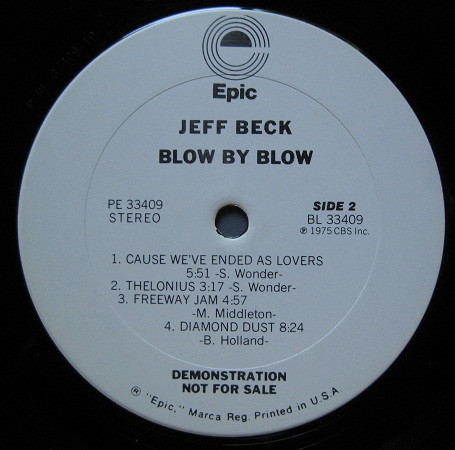 Epic
JEFF BECK
BLOW BY BLOW
PE 33409
STEREO
SIDE 2
BL 33409
℗ 1975 CBS Inc.
1. CAUSE WE'VE ENDED AS LOVERS
5:51 -S. Wonder-
2. THELONIUS 3:17 -S. Wonder-
3. FREEWAY JAM 4:57
-M. Middleton-
4. DIAMOND DUST 8:24
-B. Holland-
DEMONSTRATION
NOT FOR SALE
® "Epic," Marca Reg. Printed in U.S.A.